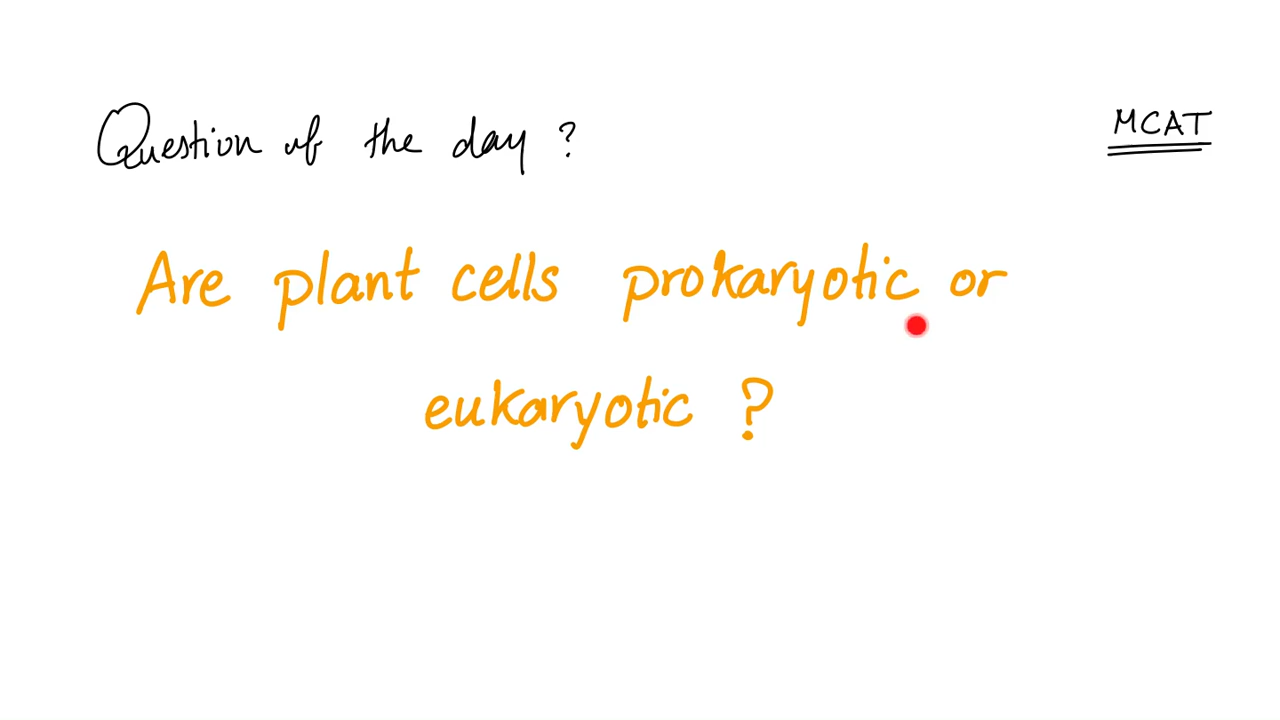 Question of the day ?
MCAT
Are plant cells prokaryotic or
eukaryotic ?